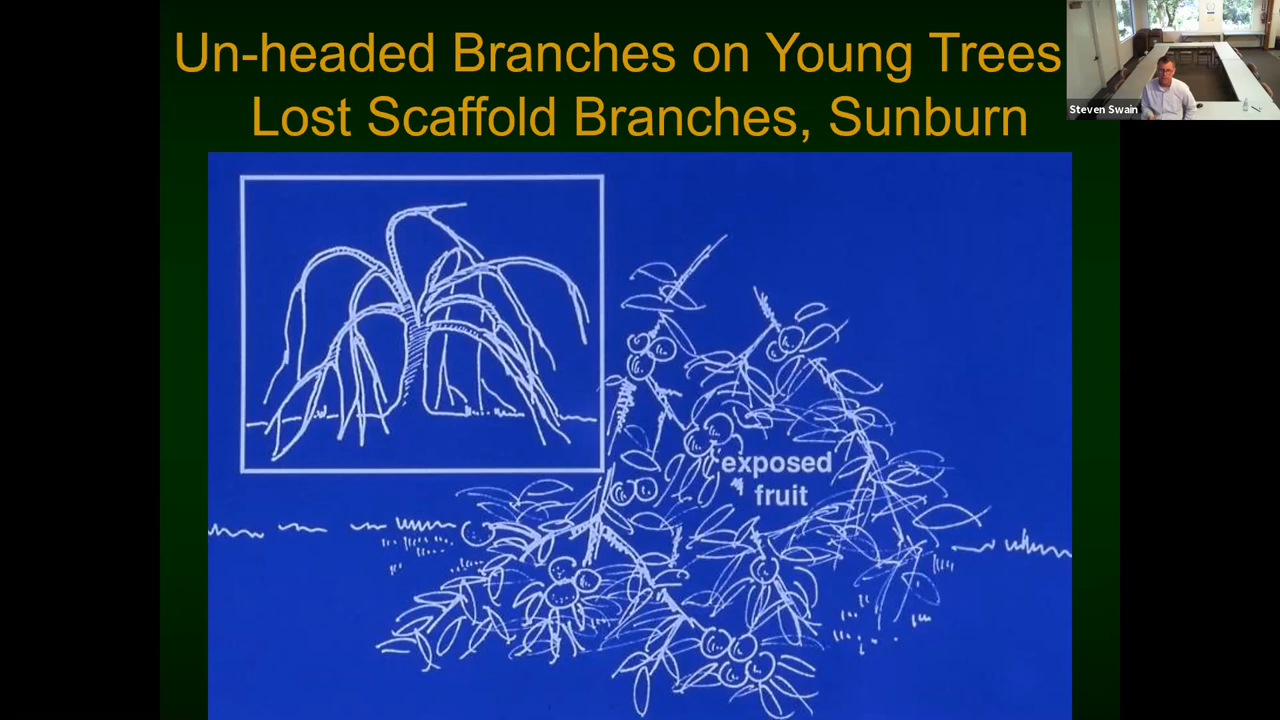 Un-headed Branches on Young Trees
Lost Scaffold Branches, Sunburn
Steven Swain
exposed
fruit